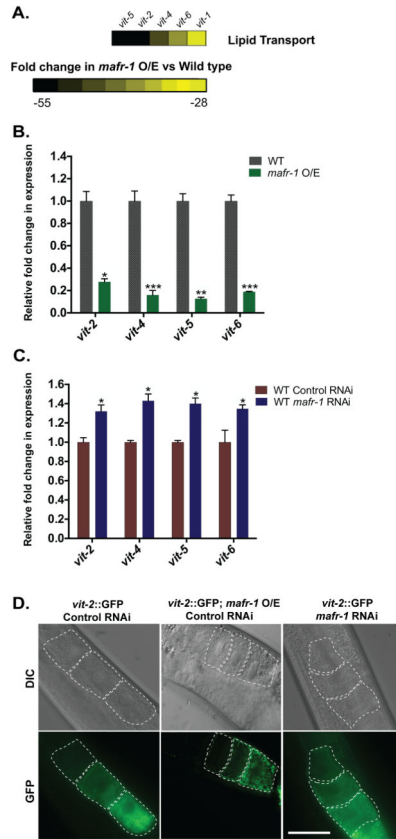 A.
vit-5 vit-2 vit-4 vit-6 vit-1
Lipid Transport
Fold change in mafr-1 O/E vs Wild type
-55 -28
B.
WT
mafr-1 O/E
Relative fold change in expression
1.4
1.2
1.0
0.8
0.6
0.4
0.2
0.0
* *** ** ***
vit-2 vit-4 vit-5 vit-6
C.
WT Control RNAi
WT mafr-1 RNAi
Relative fold change in expression
1.6
1.4
1.2
1.0
0.8
0.6
0.4
0.2
0.0
* * * *
vit-2 vit-4 vit-5 vit-6
D.
vit-2::GFP
Control RNAi
vit-2::GFP; mafr-1 O/E
Control RNAi
vit-2::GFP
mafr-1 RNAi
DIC
GFP